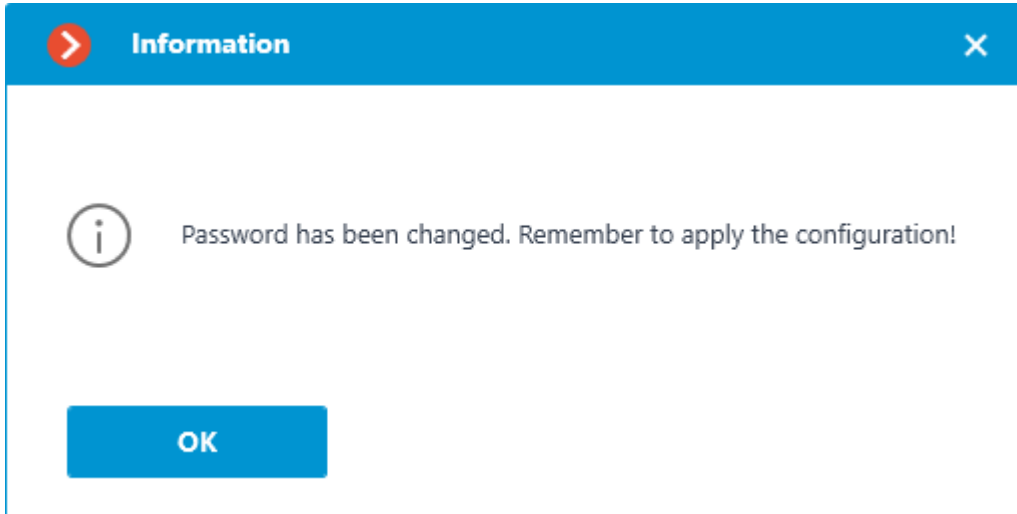 Information
Password has been changed. Remember to apply the configuration!
OK